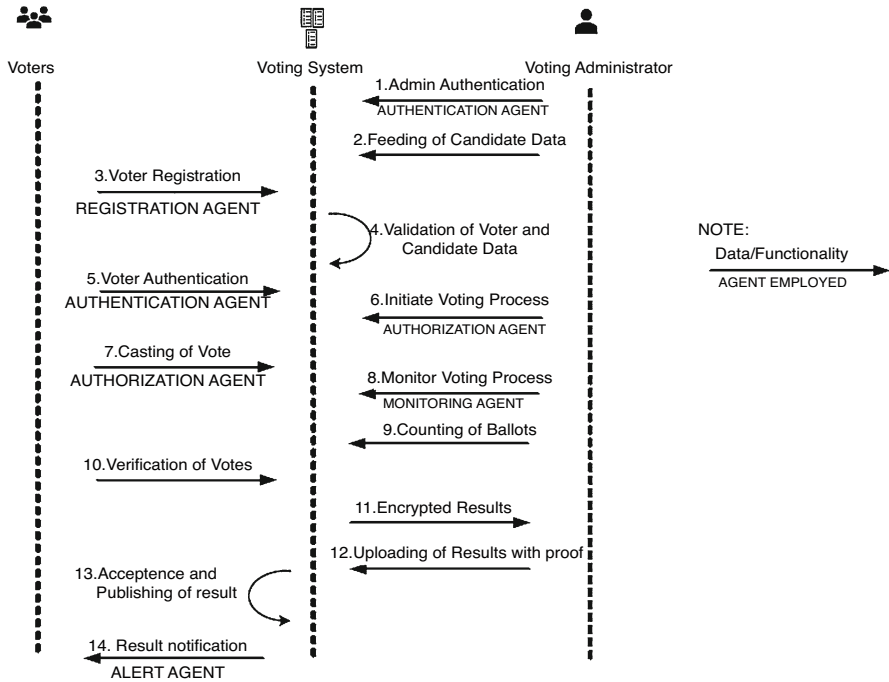 Voters
Voting System
Voting Administrator
1.Admin Authentication
AUTHENTICATION AGENT
2.Feeding of Candidate Data
3.Voter Registration
REGISTRATION AGENT
4.Validation of Voter and
Candidate Data
NOTE:
Data/Functionality
AGENT EMPLOYED
5.Voter Authentication
AUTHENTICATION AGENT
6.Initiate Voting Process
AUTHORIZATION AGENT
7.Casting of Vote
AUTHORIZATION AGENT
8.Monitor Voting Process
MONITORING AGENT
9.Counting of Ballots
10.Verification of Votes
11.Encrypted Results
12.Uploading of Results with proof
13.Acceptence and
Publishing of result
14. Result notification
ALERT AGENT